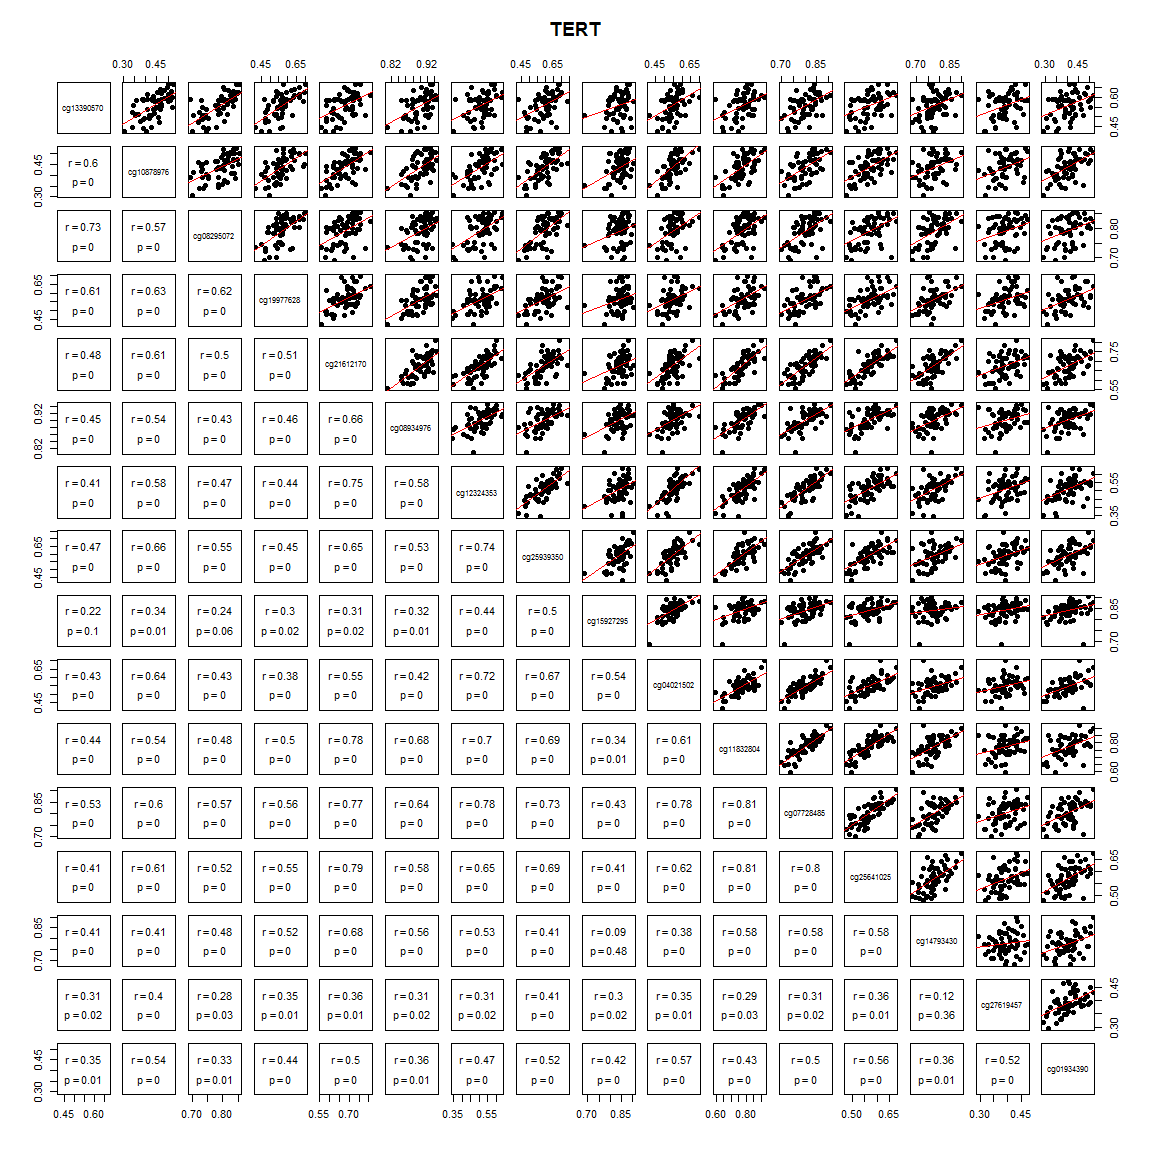 TERT
0.30 0.45 0.45 0.65 0.82 0.92 0.45 0.65 0.45 0.65 0.70 0.85 0.70 0.85 0.30 0.45
cg13390570 0.45 0.60
0.30 0.45 r = 0.6 cg10878976
p = 0
r = 0.73 r = 0.57 cg08295072 0.70 0.80
p = 0 p = 0
0.45 0.65 r = 0.61 r = 0.63 r = 0.62 cg19977628
p = 0 p = 0 p = 0
r = 0.48 r = 0.61 r = 0.5 r = 0.51 cg21612170 0.55 0.75
p = 0 p = 0 p = 0 p = 0
0.82 0.92 r = 0.45 r = 0.54 r = 0.43 r = 0.46 r = 0.66 cg08934976
p = 0 p = 0 p = 0 p = 0 p = 0
r = 0.41 r = 0.58 r = 0.47 r = 0.44 r = 0.75 r = 0.58 cg12324353 0.35 0.55
p = 0 p = 0 p = 0 p = 0 p = 0 p = 0
0.45 0.65 r = 0.47 r = 0.66 r = 0.55 r = 0.45 r = 0.65 r = 0.53 r = 0.74 cg25939350
p = 0 p = 0 p = 0 p = 0 p = 0 p = 0 p = 0
r = 0.22 r = 0.34 r = 0.24 r = 0.3 r = 0.31 r = 0.32 r = 0.44 r = 0.5 cg15927295 0.70 0.85
p = 0.1 p = 0.01 p = 0.06 p = 0.02 p = 0.02 p = 0.01 p = 0 p = 0
0.45 0.65 r = 0.43 r = 0.64 r = 0.43 r = 0.38 r = 0.55 r = 0.42 r = 0.72 r = 0.67 r = 0.54 cg04021502
p = 0 p = 0 p = 0 p = 0 p = 0 p = 0 p = 0 p = 0 p = 0
r = 0.44 r = 0.54 r = 0.48 r = 0.5 r = 0.78 r = 0.68 r = 0.7 r = 0.69 r = 0.34 r = 0.61 cg11832804 0.60 0.80
p = 0 p = 0 p = 0 p = 0 p = 0 p = 0 p = 0 p = 0 p = 0.01 p = 0
0.70 0.85 r = 0.53 r = 0.6 r = 0.57 r = 0.56 r = 0.77 r = 0.64 r = 0.78 r = 0.73 r = 0.43 r = 0.78 r = 0.81 cg07728485
p = 0 p = 0 p = 0 p = 0 p = 0 p = 0 p = 0 p = 0 p = 0 p = 0 p = 0
r = 0.41 r = 0.61 r = 0.52 r = 0.55 r = 0.79 r = 0.58 r = 0.65 r = 0.69 r = 0.41 r = 0.62 r = 0.81 r = 0.8 cg25641025 0.50 0.65
p = 0 p = 0 p = 0 p = 0 p = 0 p = 0 p = 0 p = 0 p = 0 p = 0 p = 0 p = 0
0.70 0.85 r = 0.41 r = 0.41 r = 0.48 r = 0.52 r = 0.68 r = 0.56 r = 0.53 r = 0.41 r = 0.09 r = 0.38 r = 0.58 r = 0.58 r = 0.58 cg14793430
p = 0 p = 0 p = 0 p = 0 p = 0 p = 0 p = 0 p = 0 p = 0.48 p = 0 p = 0 p = 0 p = 0
r = 0.31 r = 0.4 r = 0.28 r = 0.35 r = 0.36 r = 0.31 r = 0.31 r = 0.41 r = 0.3 r = 0.35 r = 0.29 r = 0.31 r = 0.36 r = 0.12 cg27619457 0.30 0.45
p = 0.02 p = 0 p = 0.03 p = 0.01 p = 0.01 p = 0.02 p = 0.02 p = 0 p = 0.02 p = 0.01 p = 0.03 p = 0.02 p = 0.01 p = 0.36
0.30 0.45 r = 0.35 r = 0.54 r = 0.33 r = 0.44 r = 0.5 r = 0.36 r = 0.47 r = 0.52 r = 0.42 r = 0.57 r = 0.43 r = 0.5 r = 0.56 r = 0.36 r = 0.52 cg01934390
p = 0.01 p = 0 p = 0.01 p = 0 p = 0 p = 0.01 p = 0 p = 0 p = 0 p = 0 p = 0 p = 0 p = 0 p = 0.01 p = 0
0.45 0.60 0.70 0.80 0.55 0.70 0.35 0.55 0.70 0.85 0.60 0.80 0.50 0.65 0.30 0.45